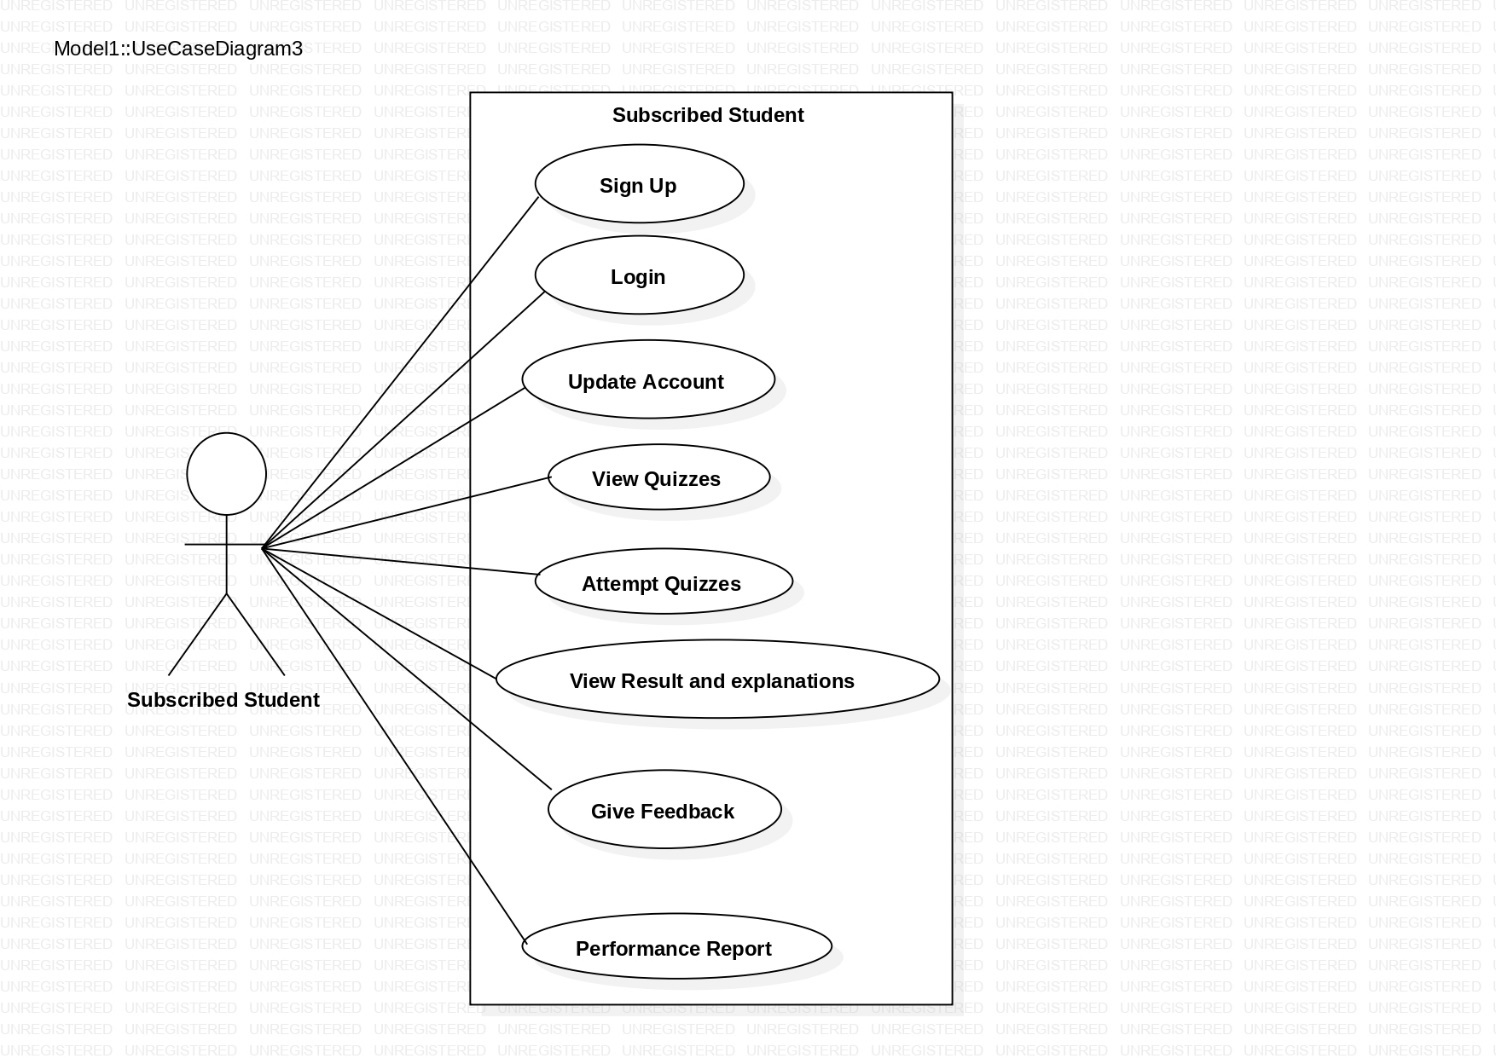 Model1::UseCaseDiagram3
Subscribed Student
Sign Up
Login
Update Account
View Quizzes
Attempt Quizzes
View Result and explanations
Subscribed Student
Give Feedback
Performance Report
UNREGISTERED